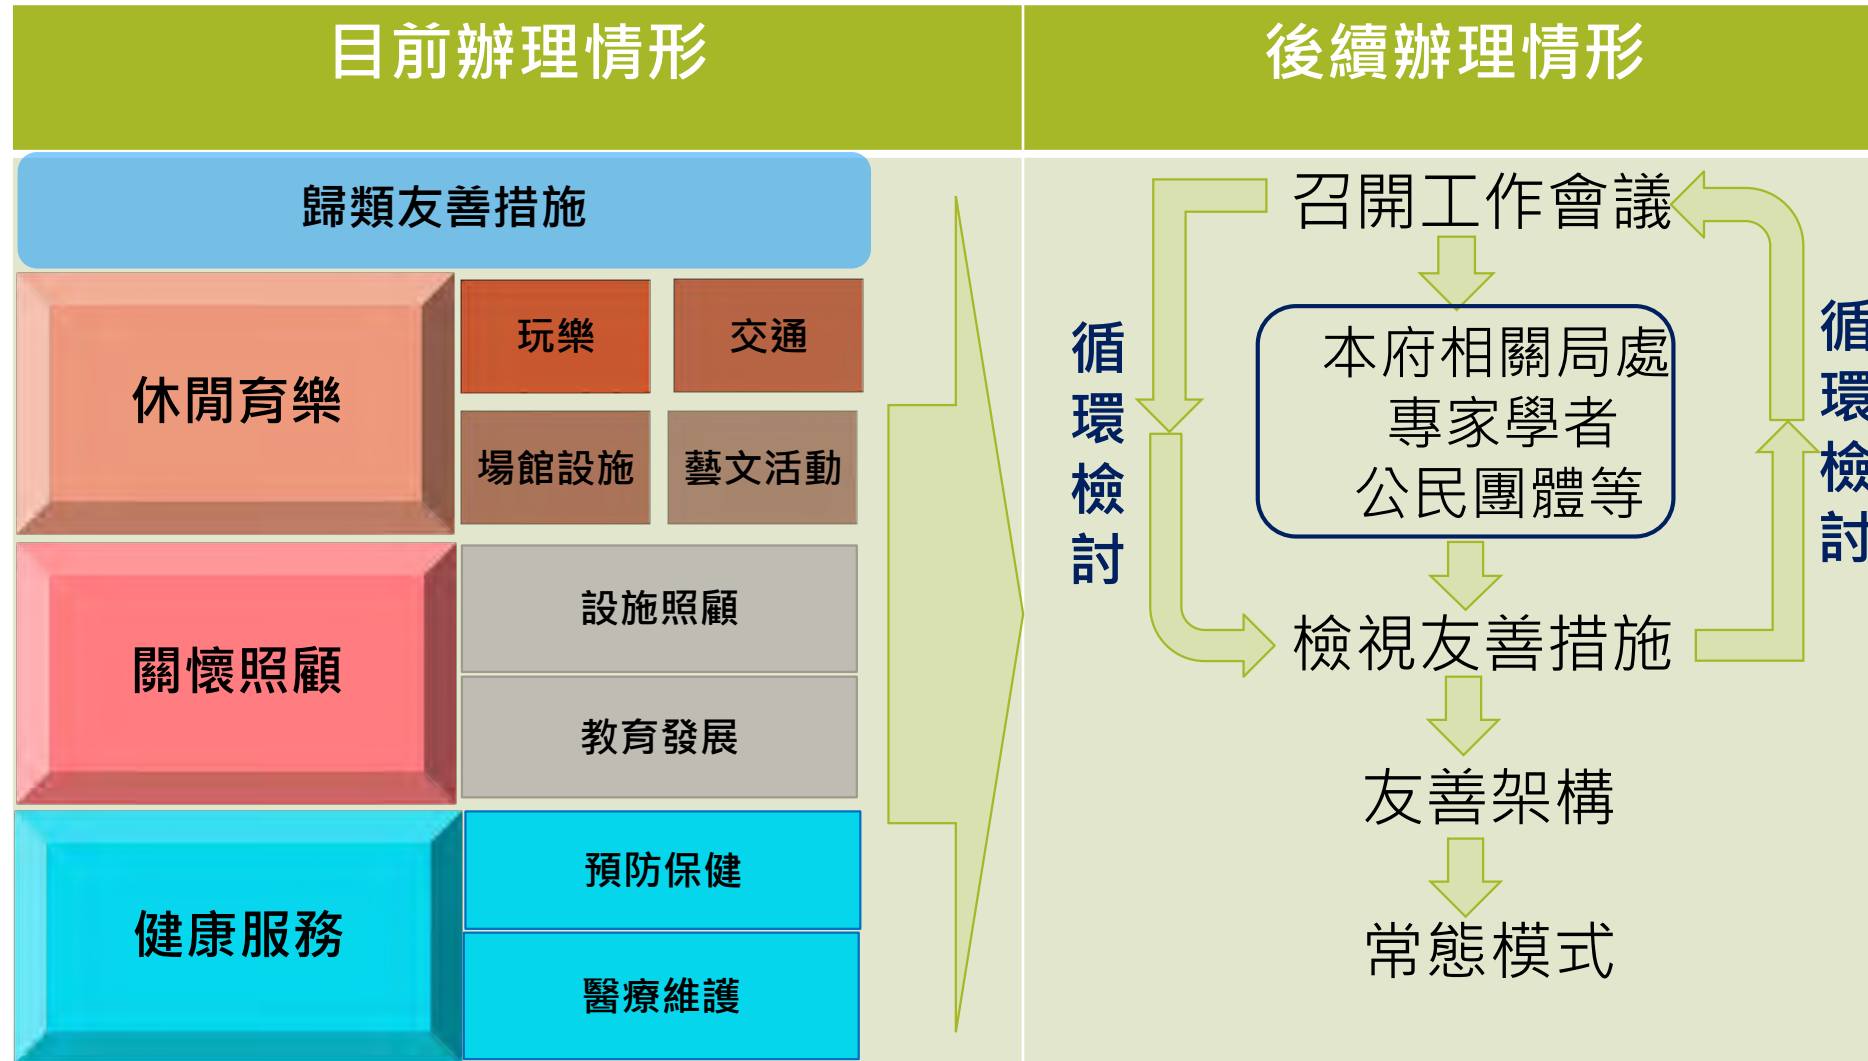 目前辦理情形
後續辦理情形
歸類友善措施
休閒育樂
玩樂
交通
場館設施
藝文活動
關懷照顧
設施照顧
教育發展
健康服務
預防保健
醫療維護
召開工作會議
循環檢討
本府相關局處
專家學者
公民團體等
循環檢討
檢視友善措施
友善架構
常態模式